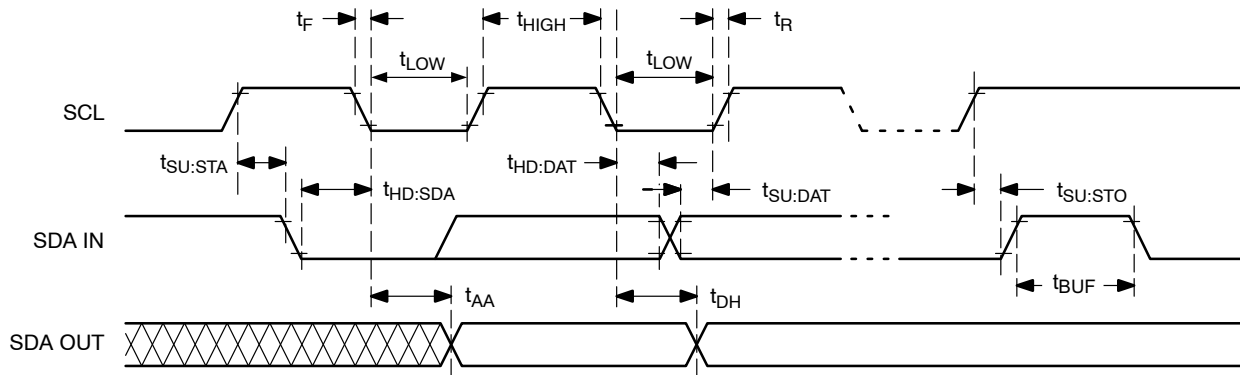 tF
tHIGH
tR
tLOW
tLOW
SCL
tSU:STA
tHD:DAT
tHD:SDA
tSU:DAT
tSU:STO
SDA IN
tBUF
tAA
tDH
SDA OUT